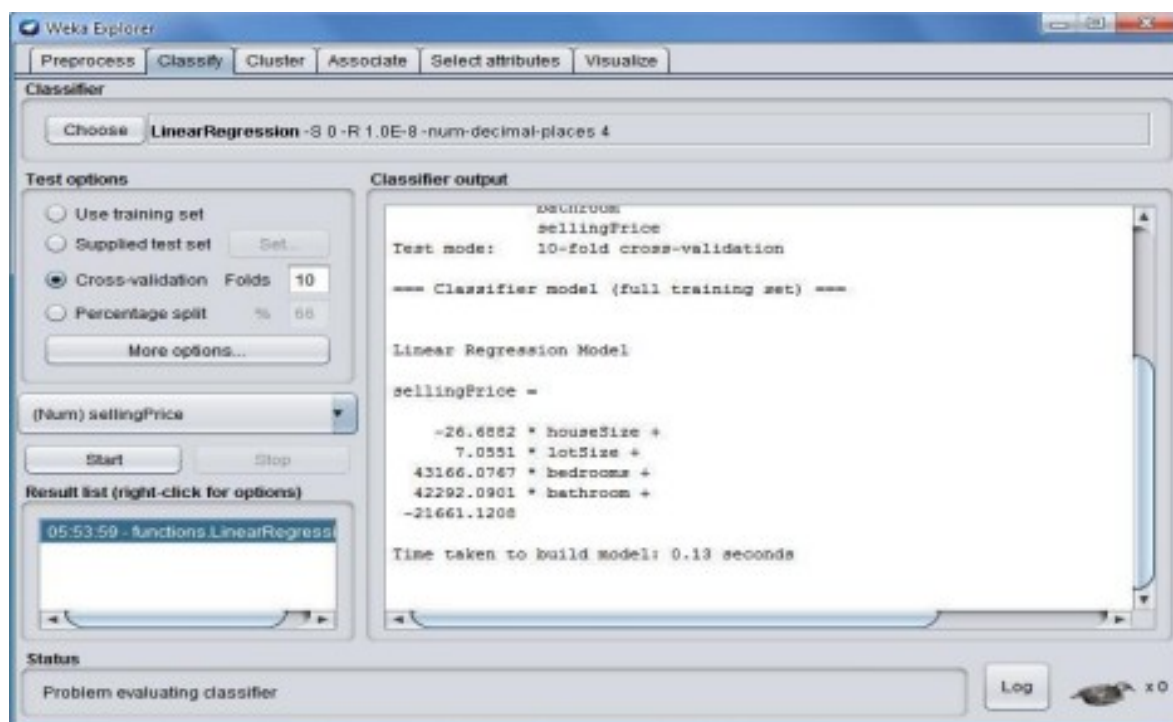 Weka Explorer
Preprocess Classify Cluster Associate Select attributes Visualize
Classifier
Choose LinearRegression -S 0 -R 1.0E-8 -num-decimal-places 4
Test options
Use training set
Supplied test set Set...
Cross-validation Folds 10
Percentage split % 66
More options...
(Num) sellingPrice
Start Stop
Result list (right-click for options)
05:53:59 - functions.LinearRegressi
Classifier output
bathroom
sellingPrice
Test mode: 10-fold cross-validation
=== Classifier model (full training set) ===
Linear Regression Model
sellingPrice =
-26.6882 * houseSize +
7.0551 * lotSize +
43166.0767 * bedrooms +
42292.0901 * bathroom +
-21661.1208
Time taken to build model: 0.13 seconds
Status
Problem evaluating classifier
Log
x 0